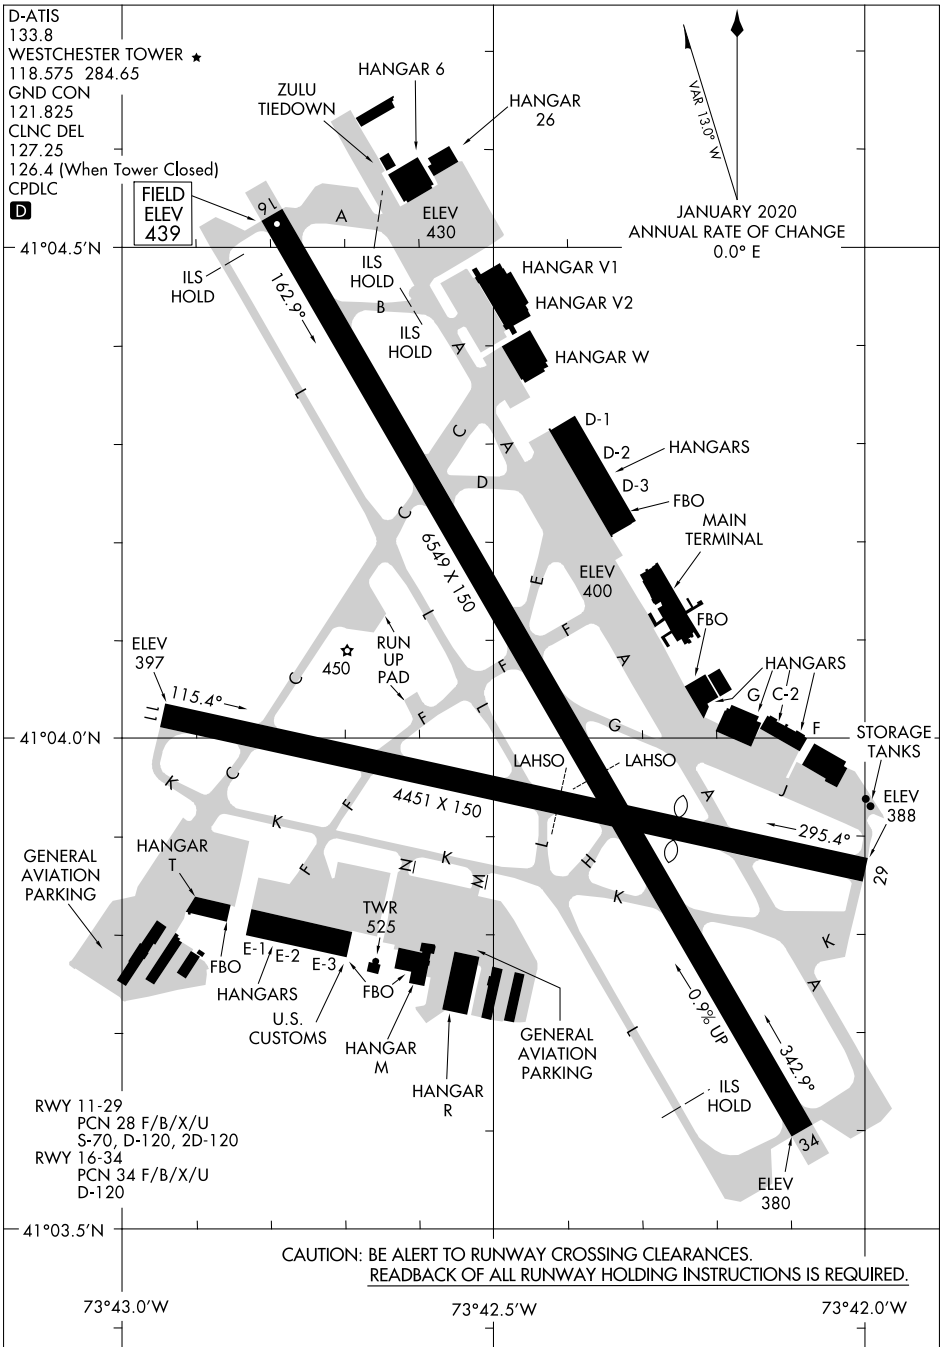 D-ATIS
133.8
WESTCHESTER TOWER
118.575 284.65
GND CON
121.825
CLNC DEL
127.25
126.4 (When Tower Closed)
CPDLC
D
FIELD
ELEV
439
HANGAR 6
ZULU
TIEDOWN
HANGAR
26
VAR 13.0° W
JANUARY 2020
ANNUAL RATE OF CHANGE
0.0° E
41°04.5'N
16
A
ELEV
430
ILS
HOLD
ILS
HOLD
162.9°
B
ILS
HOLD
HANGAR V1
HANGAR V2
A
HANGAR W
L
C
A
D-1
D-2
HANGARS
D
D-3
C
FBO
MAIN
TERMINAL
6549 X 150
E
ELEV
400
L
FBO
F
ELEV
397
450
RUN
UP
PAD
A
F
HANGARS
C
G
C-2
115.4°
11
F
L
G
F
41°04.0'N
STORAGE
TANKS
LAHSO
LAHSO
C
K
J
A
ELEV
388
4451 X 150
F
K
295.4°
L
H
K
29
HANGAR
T
GENERAL
AVIATION
PARKING
F
N
M
K
TWR
525
K
E-1
E-2
E-3
FBO
FBO
HANGARS
U.S.
CUSTOMS
HANGAR
M
HANGAR
R
GENERAL
AVIATION
PARKING
A
0.9% UP
L
342.9°
ILS
HOLD
34
ELEV
380
RWY 11-29
PCN 28 F/B/X/U
S-70, D-120, 2D-120
RWY 16-34
PCN 34 F/B/X/U
D-120
41°03.5'N
CAUTION: BE ALERT TO RUNWAY CROSSING CLEARANCES.
READBACK OF ALL RUNWAY HOLDING INSTRUCTIONS IS REQUIRED.
73°43.0'W
73°42.5'W
73°42.0'W